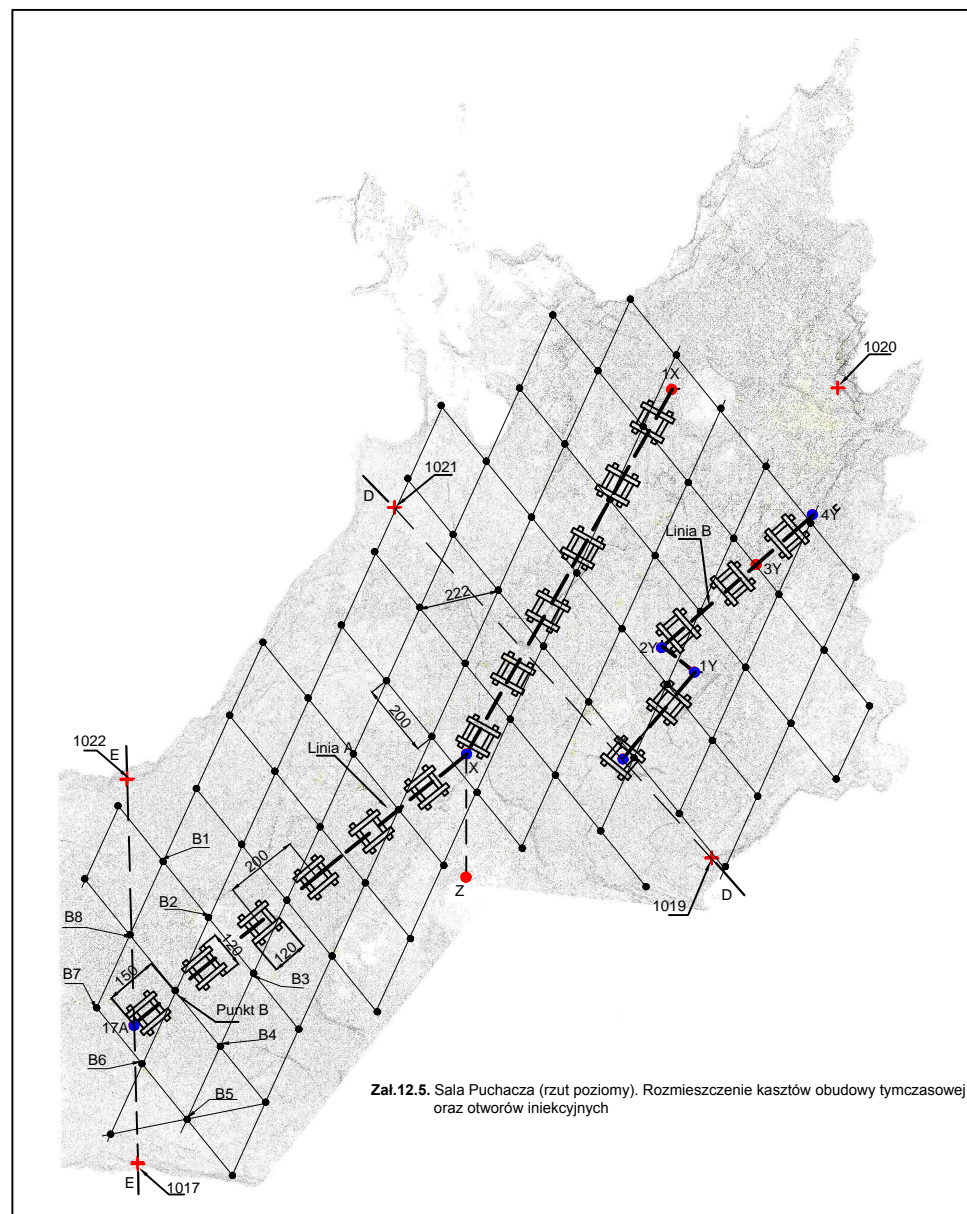 1X
1020
1021
D
4Y
Linia B
3Y
222
2Y
1Y
200
1022
E
Linia A
X
B1
200
Z
B2
1019
D
B8
120
120
B3
B7
150
Punkt B
17A
B4
B6
B5
Zał.12.5. Sala Puchacza (rzut poziomy). Rozmieszczenie kasztów obudowy tymczasowej
oraz otworów iniekcyjnych
E
1017